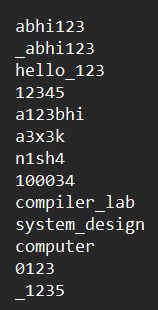 abhi123
_abhi123
hello_123
12345
a123bhi
a3x3k
n1sh4
100034
compiler_lab
system_design
computer
0123
_1235